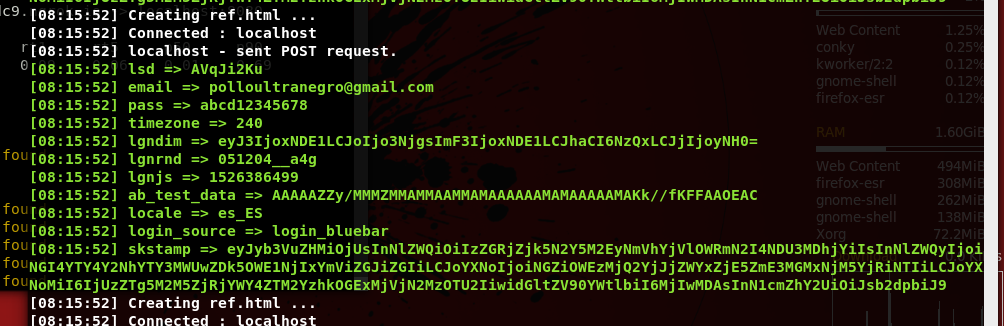 [08:15:52] Creating ref.html ...
[08:15:52] Connected : localhost
[08:15:52] localhost - sent POST request.
[08:15:52] lsd => AVqJi2Ku
[08:15:52] email => polloultranegro@gmail.com
[08:15:52] pass => abcd12345678
[08:15:52] timezone => 240
[08:15:52] lgndim => eyJ3IjoxNDE1LCJoIjo3NjgsImF3IjoxNDE1LCJhaCI6NzQxLCJjIjoyNH0=
[08:15:52] lgnrnd => 051204__a4g
[08:15:52] lgnjs => 1526386499
[08:15:52] ab_test_data => AAAAAZZy/MMMZMMAMMAAMMAMAAAAAAMAMAAAAAMAKk//fKFFAAOEAC
[08:15:52] locale => es_ES
[08:15:52] login_source => login_bluebar
[08:15:52] skstamp =>
[08:15:52] Creating ref.html ...
[08:15:52] Connected : localhost
Web Content 1.25%
conky 0.25%
kworker/2:2 0.12%
gnome-shell 0.12%
firefox-esr 0.12%
RAM 1.60GiB
Web Content 494MiB
firefox-esr 308MiB
gnome-shell 262MiB
gnome-shell 138MiB
Xorg 72.2MiB
fou
fou
fou
fou
fou